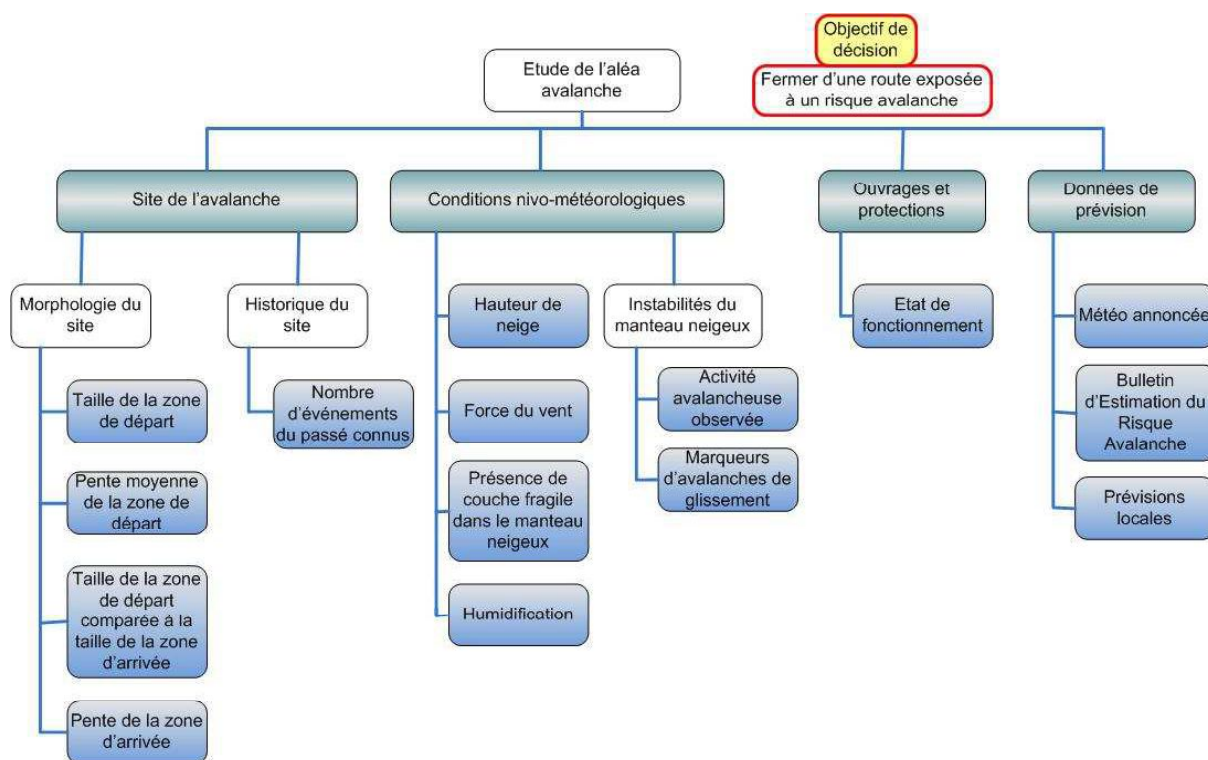 Objectif de
décision
Etude de l'aléa
avalanche
Fermer d'une route exposée
à un risque avalanche
Site de l'avalanche
Conditions nivo-météorologiques
Ouvrages et
protections
Données de
prévision
Morphologie du
site
Historique du
site
Hauteur de
neige
Instabilités du
manteau neigeux
Etat de
fonctionnement
Météo annoncée
Taille de la zone
de départ
Nombre
d'événements
du passé connus
Force du vent
Activité
avalancheuse
observée
Bulletin
d'Estimation du
Risque
Avalanche
Pente moyenne
de la zone de
départ
Présence de
couche fragile
dans le manteau
neigeux
Marqueurs
d'avalanches de
glissement
Prévisions
locales
Taille de la zone
de départ
comparée à la
taille de la zone
d'arrivée
Humidification
Pente de la zone
d'arrivée